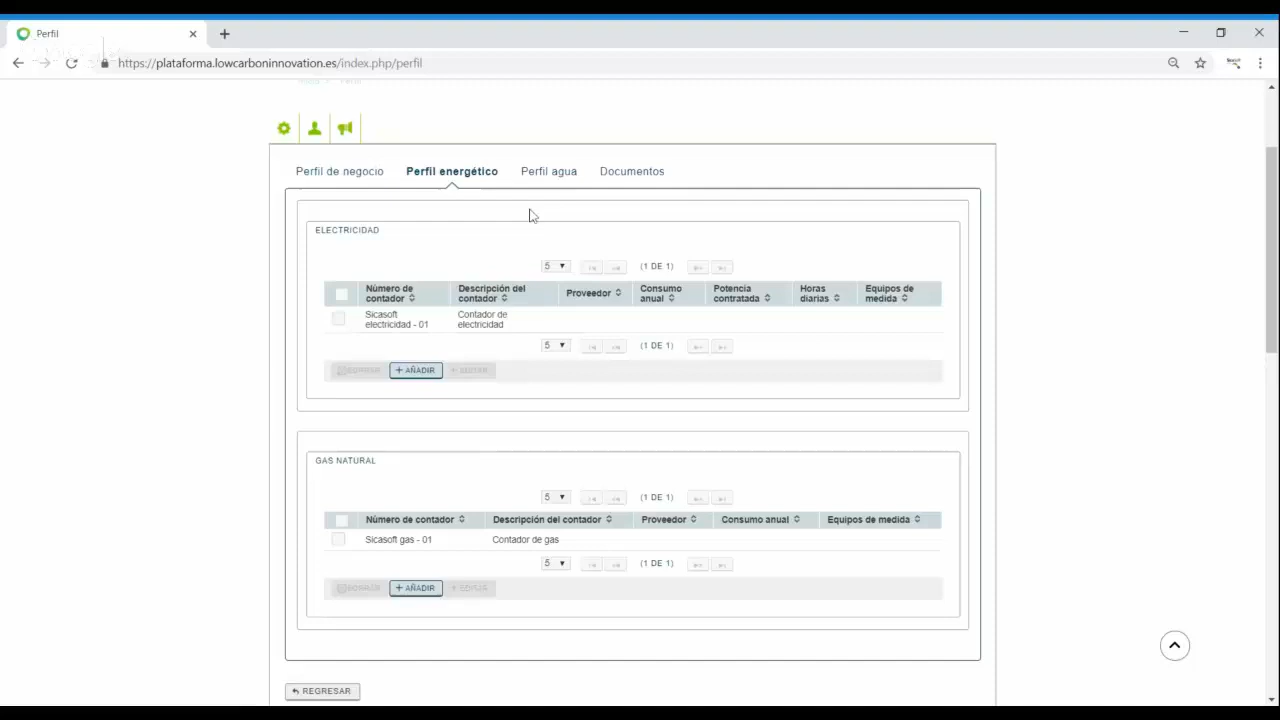 Perfil
https://plataforma.lowcarboninnovation.es/index.php/perfil
Perfil de negocio Perfil energético Perfil agua Documentos
ELECTRICIDAD
5 (1 DE 1)
Número de contador Descripción del contador Proveedor Consumo anual Potencia contratada Horas diarias Equipos de medida
Sicasoft electricidad - 01 Contador de electricidad
5 (1 DE 1)
BORRAR + AÑADIR + EDITAR
GAS NATURAL
5 (1 DE 1)
Número de contador Descripción del contador Proveedor Consumo anual Equipos de medida
Sicasoft gas - 01 Contador de gas
5 (1 DE 1)
BORRAR + AÑADIR + EDITAR
REGRESAR